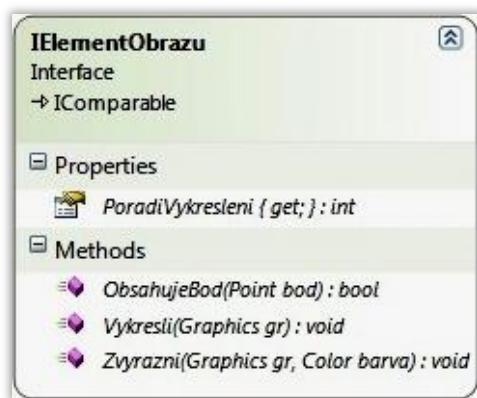 IElementObrazu
Interface
IComparable
Properties
PoradiVykresleni { get; } : int
Methods
ObsahujeBod(Point bod) : bool
Vykresli(Graphics gr) : void
Zvyrazni(Graphics gr, Color barva) : void